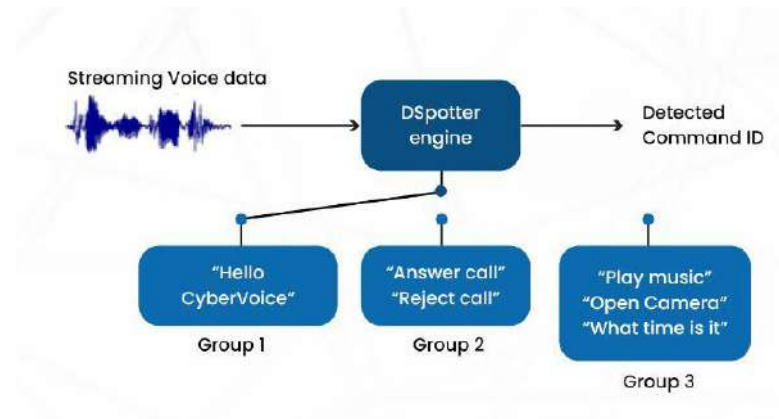 Streaming Voice data
DSpotter
engine
Detected
Command ID
“Hello
CyberVoice”
Group 1
“Answer call”
“Reject call”
Group 2
“Play music”
“Open Camera”
“What time is it”
Group 3